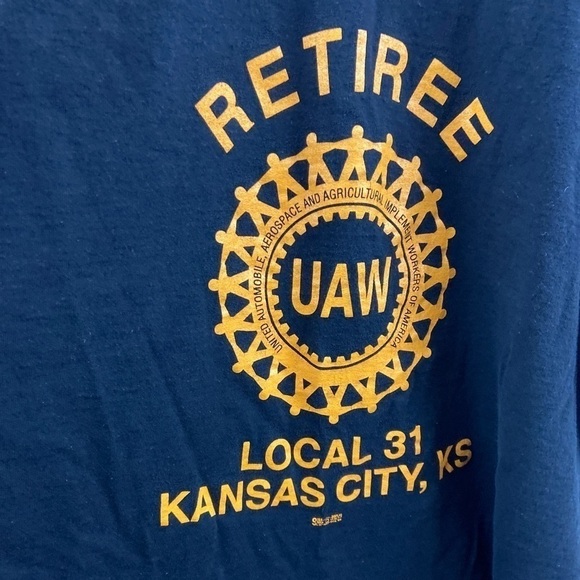 RETIREE
UNITED AUTOMOBILE, AEROSPACE AND AGRICULTURAL IMPLEMENT WORKERS OF AMERICA
UAW
LOCAL 31
KANSAS CITY, KS